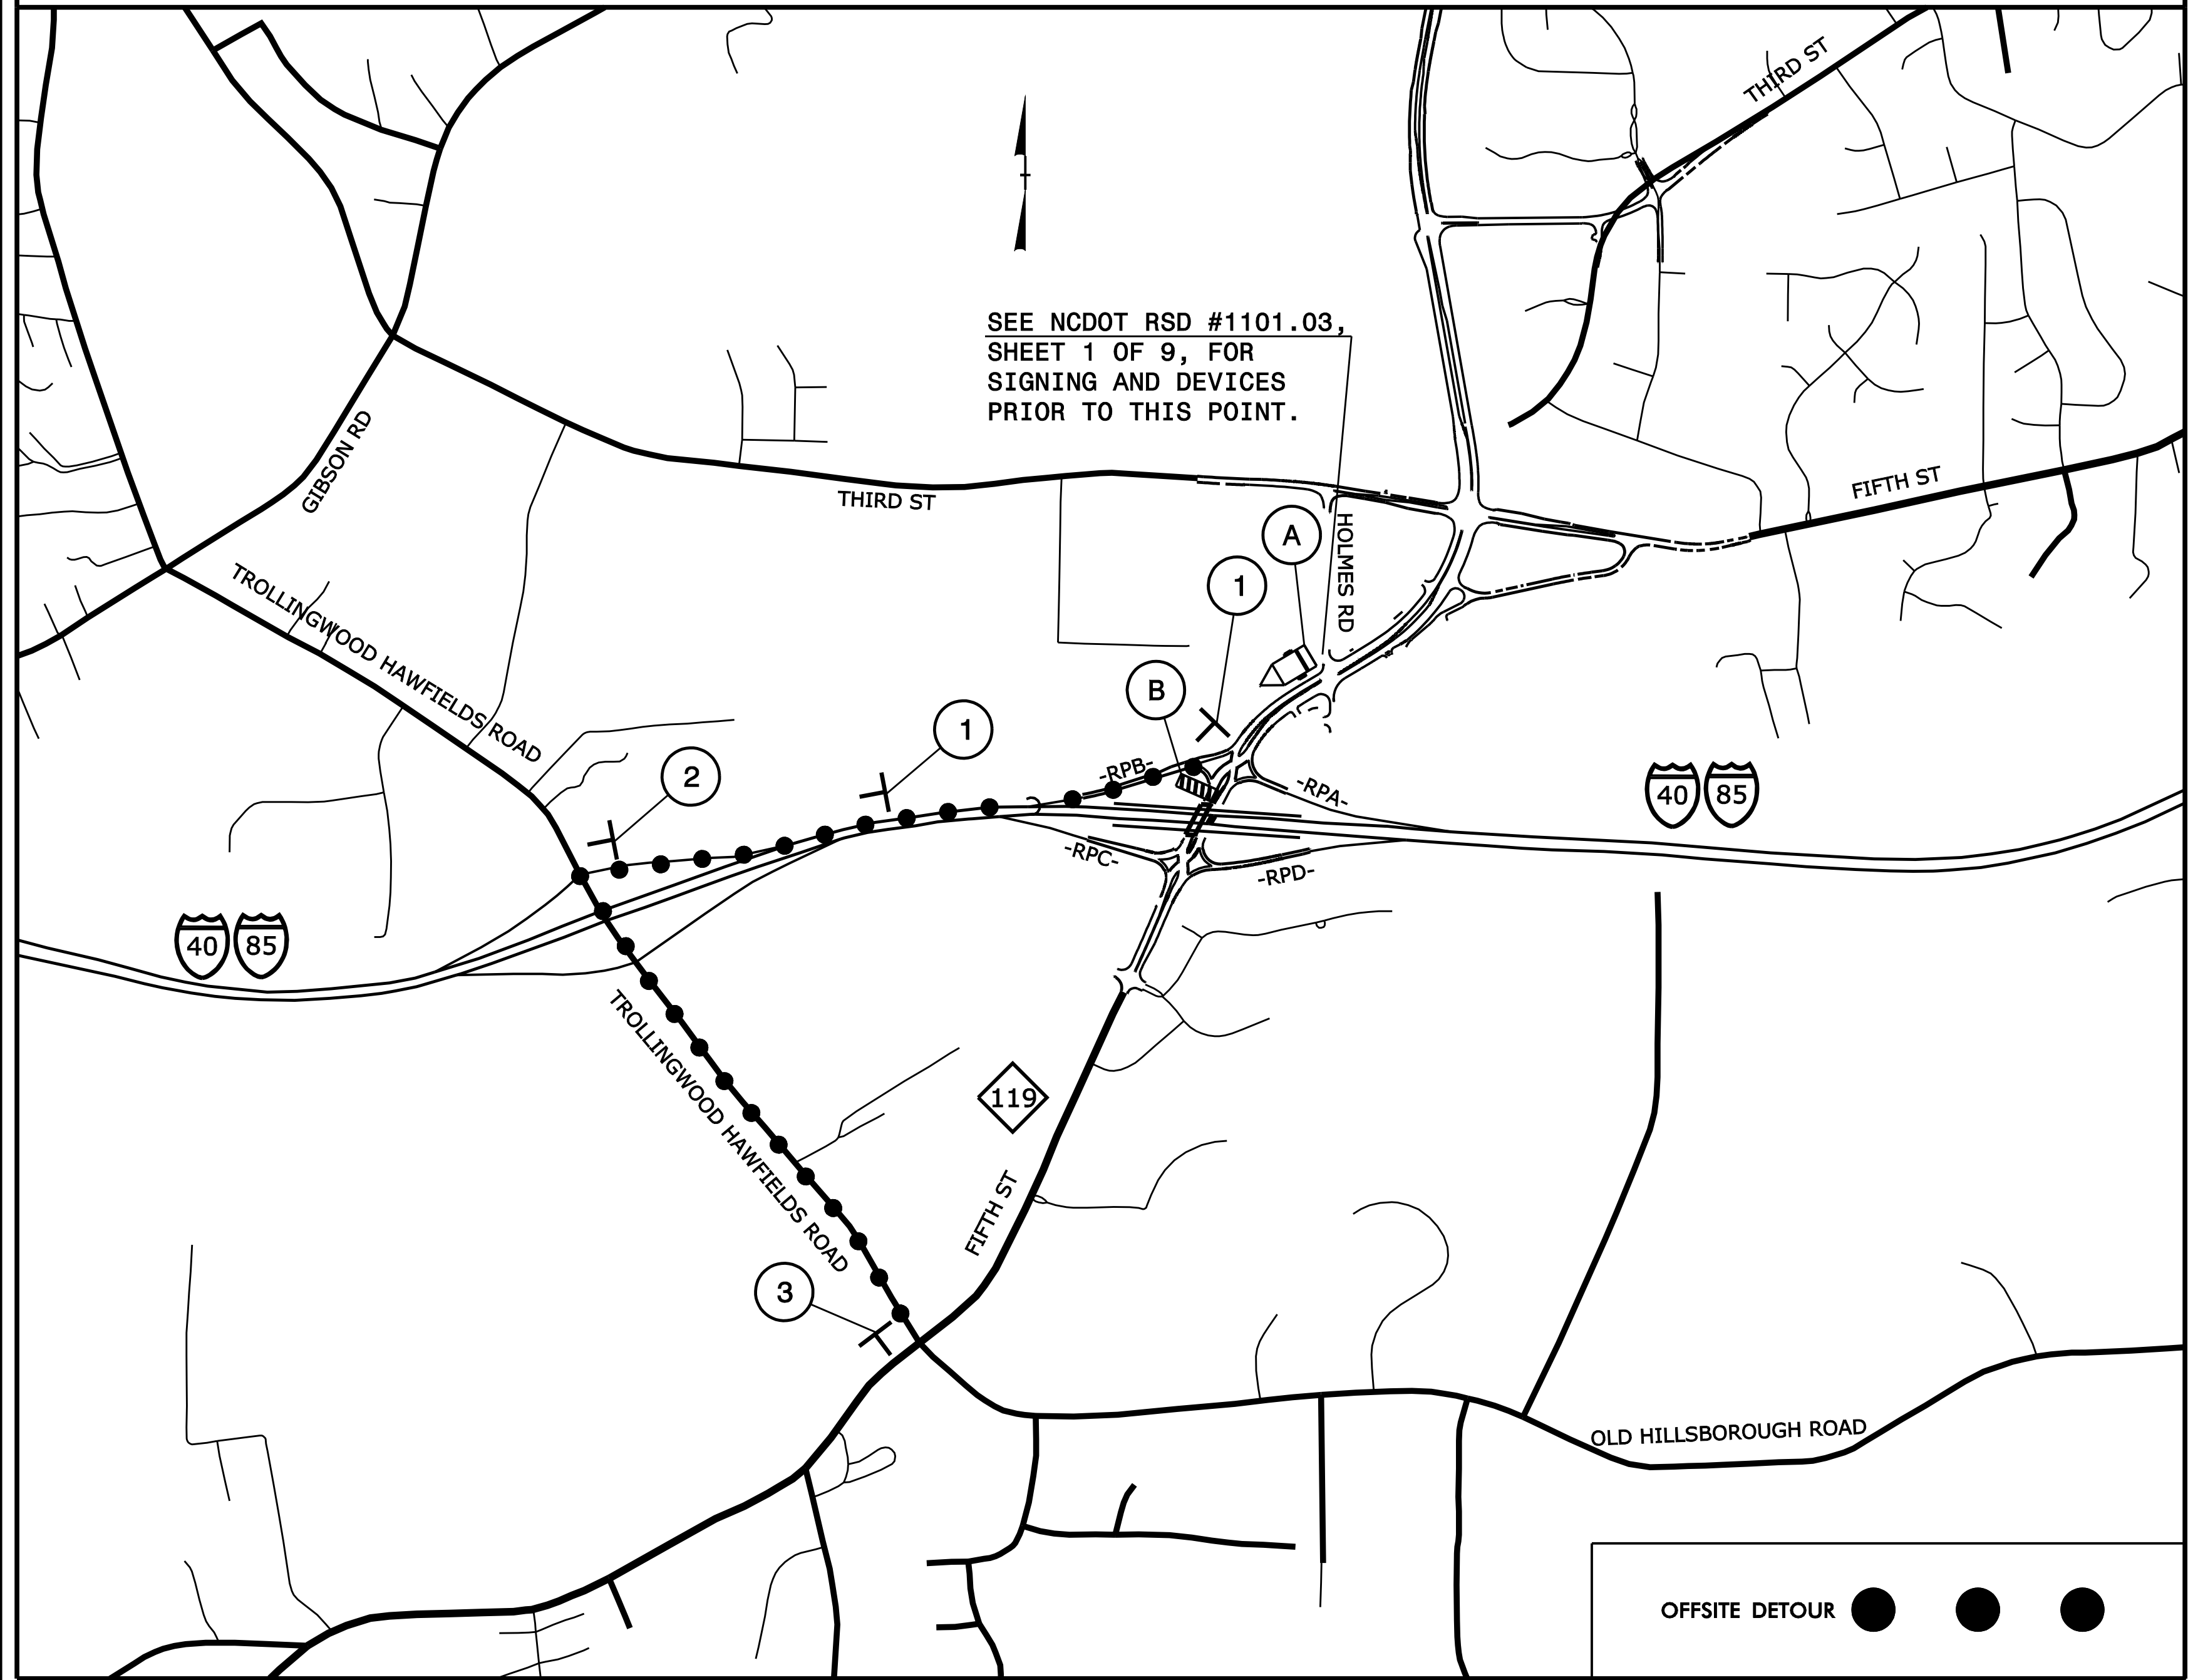 THIRD ST
SEE NCDOT RSD #1101.03,
SHEET 1 OF 9, FOR
SIGNING AND DEVICES
PRIOR TO THIS POINT.
GIBSON RD
THIRD ST
FIFTH ST
HOLMES RD
A
1
TROLLINGWOOD HAWFIELDS ROAD
B
1
2
-RPB-
-RPA-
40
85
-RPC-
-RPD-
40
85
TROLLINGWOOD HAWFIELDS ROAD
119
FIFTH ST
3
OLD HILLSBOROUGH ROAD
OFFSITE DETOUR